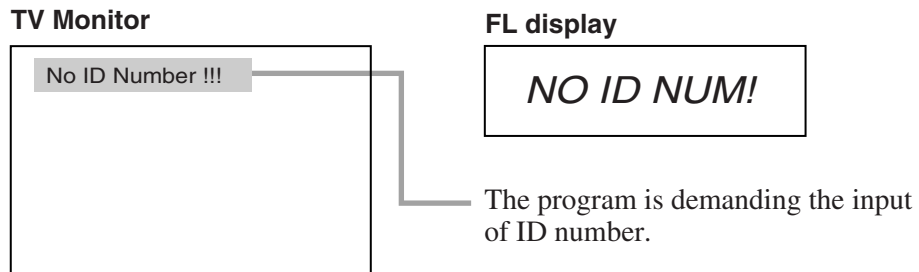 TV Monitor
No ID Number !!!
FL display
NO ID NUM!
The program is demanding the input
of ID number.